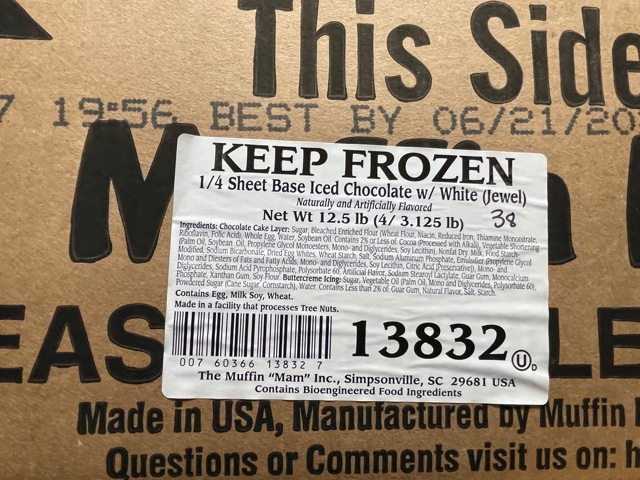 This Side
7 19:56 BEST BY 06/21/20
KEEP FROZEN
1/4 Sheet Base Iced Chocolate w/ White (Jewel)
Naturally and Artificially Flavored
Net Wt 12.5 lb (4/ 3.125 lb) 38
Ingredients: Chocolate Cake Layer: Sugar, Bleached Enriched Flour (Wheat Flour, Niacin, Reduced Iron, Thiamine Mononitrate,
Riboflavin, Folic Acid), Whole Egg, Water, Soybean Oil. Contains 2% or Less of: Cocoa (Processed with Alkali), Vegetable Shortening
(Palm Oil, Soybean Oil, Propylene Glycol Monoesters, Mono- and Diglycerides, Soy Lecithin), Nonfat Dry Milk, Food Starch-
Modified, Sodium Bicarbonate, Dried Egg Whites, Wheat Starch, Salt, Sodium Aluminum Phosphate, Emulsifier (Propylene Glycol
Mono and Diesters of Fats and Fatty Acids, Mono- and Diglycerides, Soy Lecithin, Citric Acid (Preservative)), Mono- and
Diglycerides, Sodium Acid Pyrophosphate, Polysorbate 60, Artificial Flavor, Sodium Stearoyl Lactylate, Guar Gum, Monocalcium
Phosphate, Xanthan Gum, Soy Flour. Buttercreme Icing: Sugar, Vegetable Oil (Palm Oil, Mono and Diglycerides, Polysorbate 60),
Powdered Sugar (Cane Sugar, Cornstarch), Water. Contains Less than 2% of: Guar Gum, Natural Flavor, Salt, Starch.
Contains Egg, Milk Soy, Wheat.
Made in a facility that processes Tree Nuts.
007 60366 13832 7
13832 U D
The Muffin "Mam" Inc., Simpsonville, SC 29681 USA
Contains Bioengineered Food Ingredients
EAS LE
Made in USA, Manufactured by Muffin
Questions or Comments visit us on: h